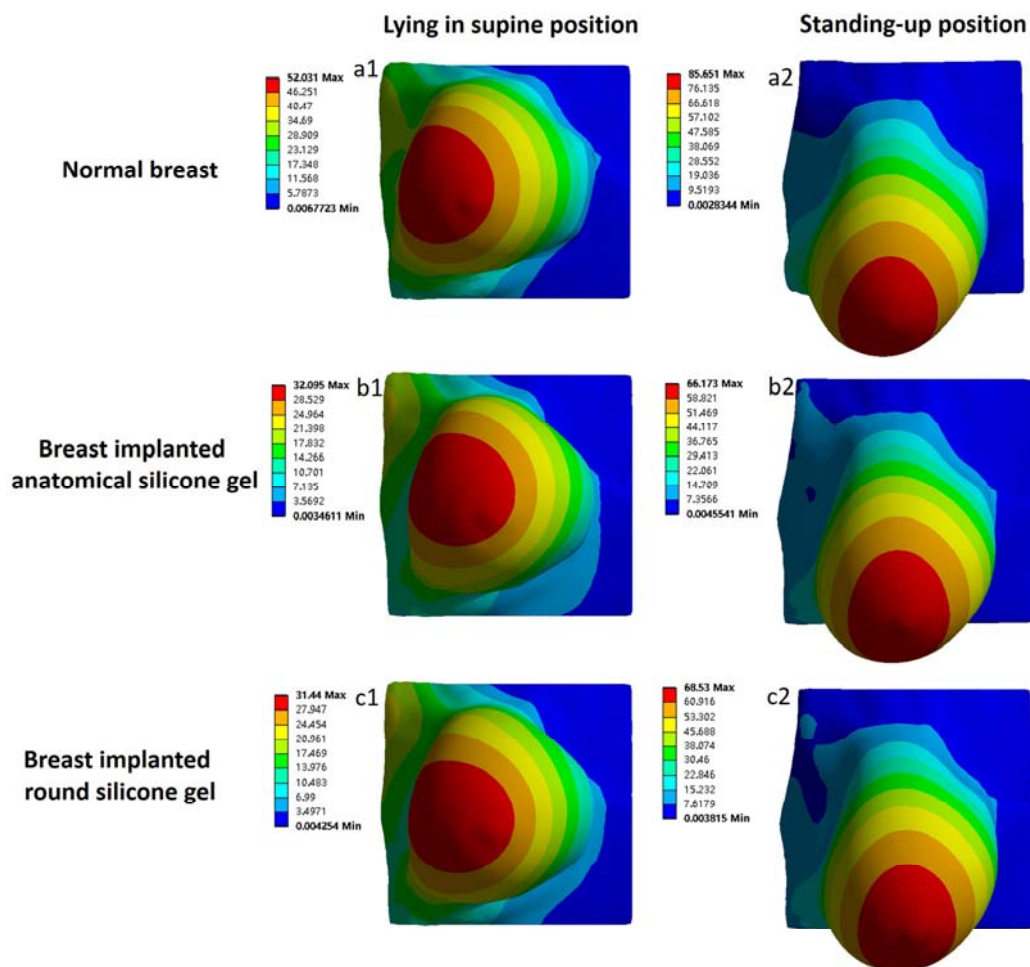 Lying in supine position
Standing-up position
Normal breast
a1
52.031 Max
46.251
40.47
34.69
28.909
23.129
17.348
11.568
5.7873
0.0067723 Min
a2
85.651 Max
76.135
66.618
57.102
47.585
38.069
28.552
19.036
9.5193
0.0028344 Min
Breast implanted
anatomical silicone gel
b1
32.095 Max
28.529
24.964
21.398
17.832
14.266
10.701
7.135
3.5692
0.0034611 Min
b2
66.173 Max
58.821
51.469
44.117
36.765
29.413
22.061
14.709
7.3566
0.0045541 Min
Breast implanted
round silicone gel
c1
31.44 Max
27.947
24.454
20.961
17.469
13.976
10.483
6.99
3.4971
0.004254 Min
c2
68.53 Max
60.916
53.302
45.688
38.074
30.46
22.846
15.232
7.6179
0.003815 Min